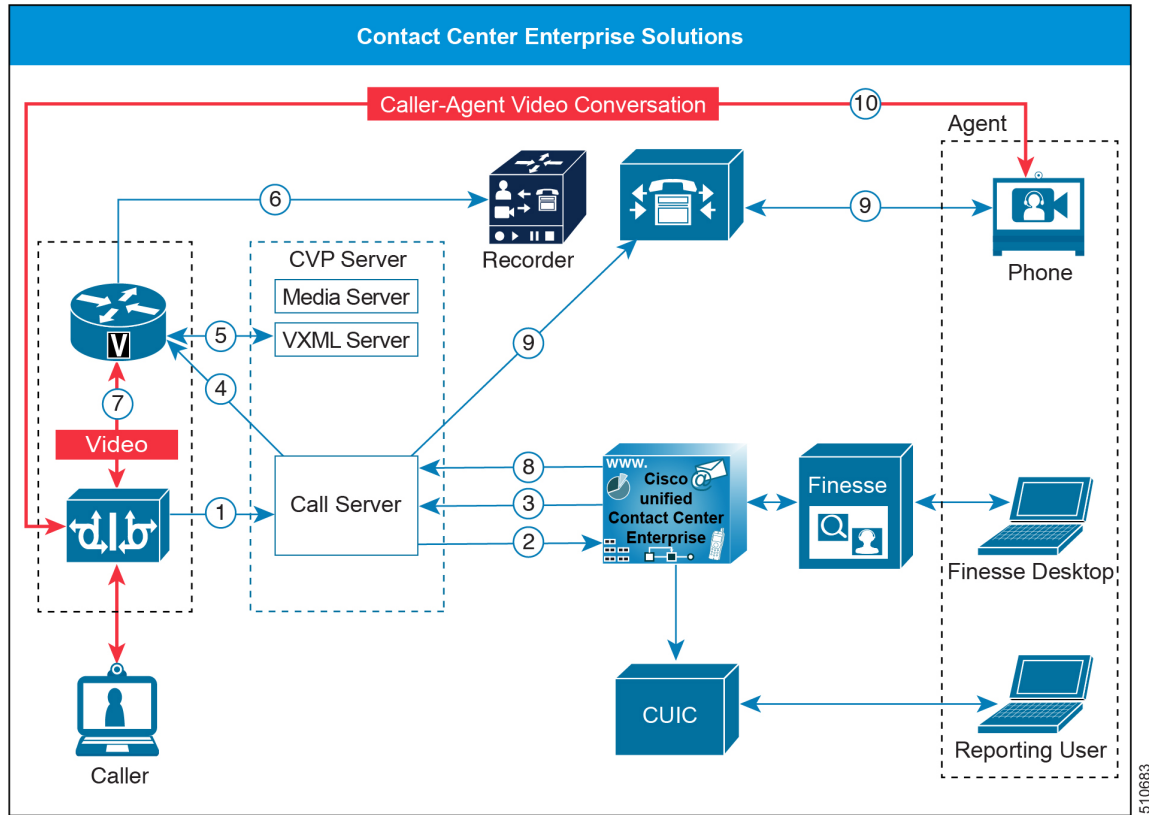 Contact Center Enterprise Solutions
Caller-Agent Video Conversation
10
Agent
6
9
Recorder
Phone
CVP Server
Media Server
VXML Server
5
V
4
9
7
Video
1
Call Server
8
3
2
www.
@
Cisco
unified
Contact Center
Enterprise
Finesse
Finesse Desktop
CUIC
Caller
Reporting User
510683